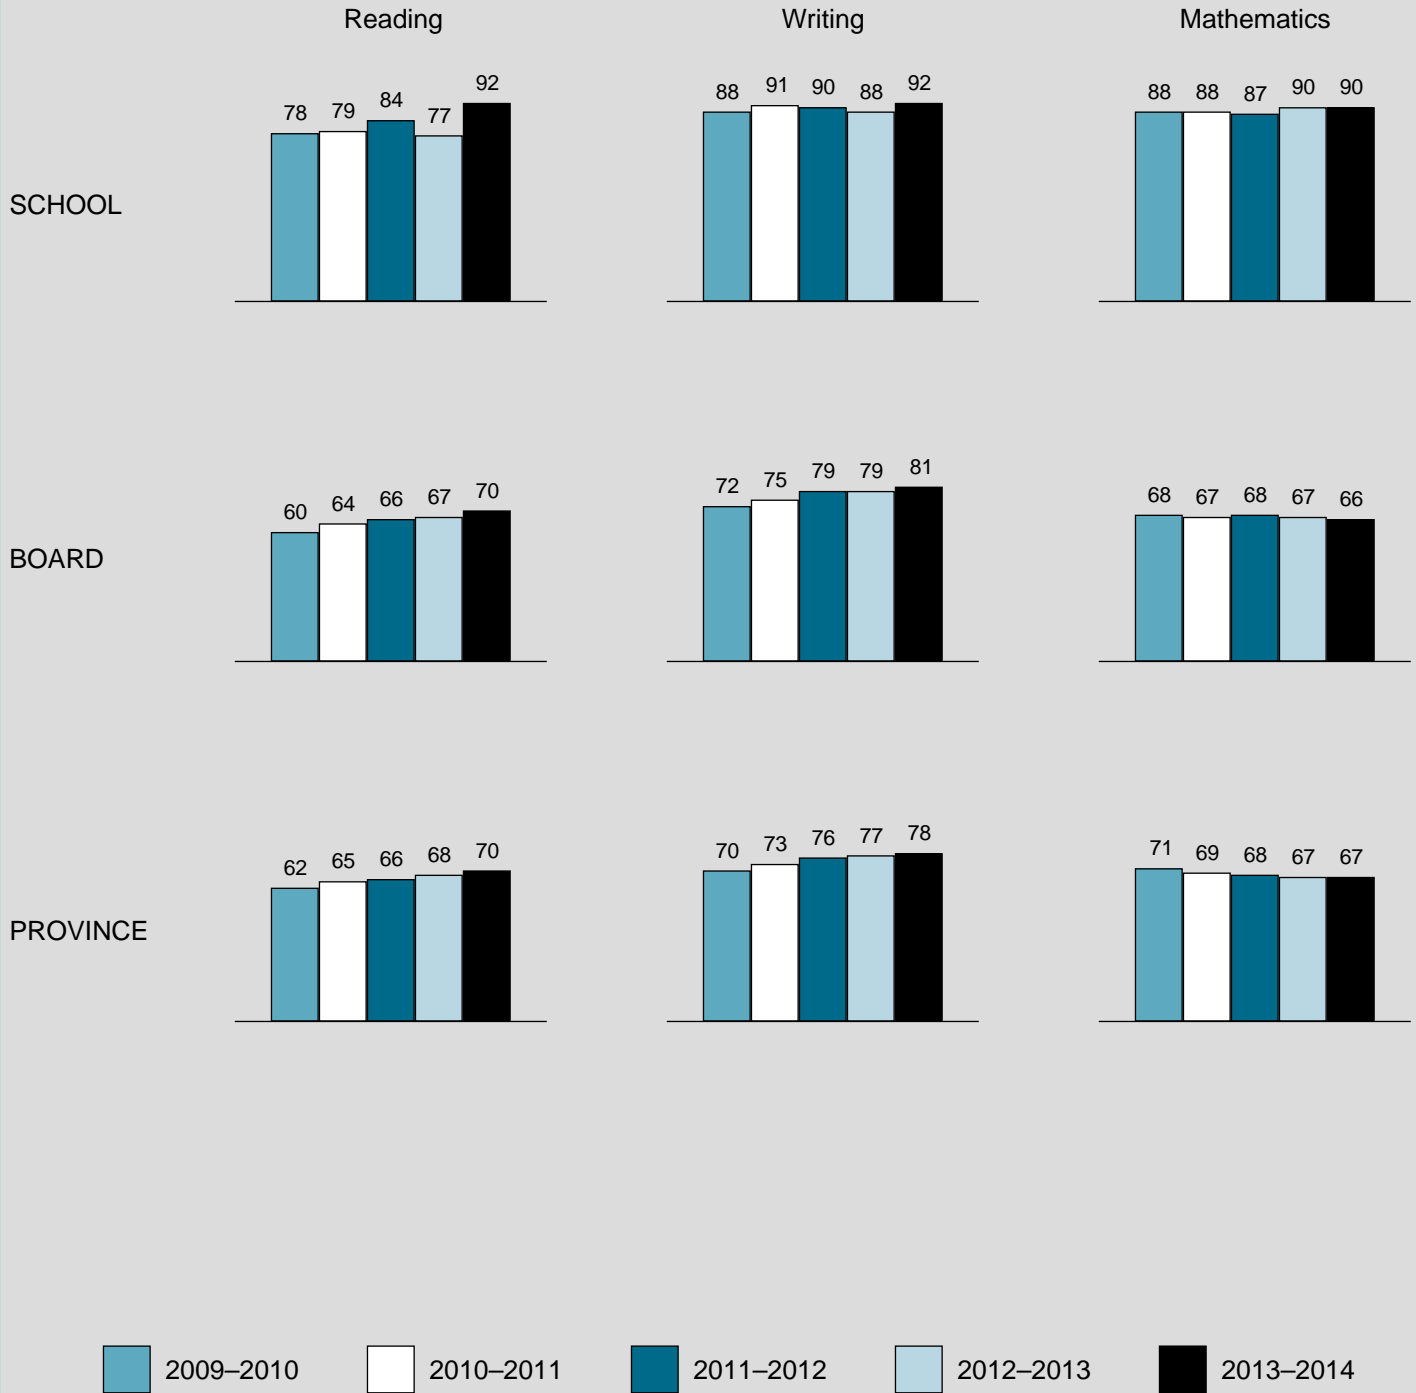 Reading Writing Mathematics
78 79 84 77 92 88 91 90 88 92 88 88 87 90 90
SCHOOL
60 64 66 67 70 72 75 79 79 81 68 67 68 67 66
BOARD
62 65 66 68 70 70 73 76 77 78 71 69 68 67 67
PROVINCE
2009–2010 2010–2011 2011–2012 2012–2013 2013–2014